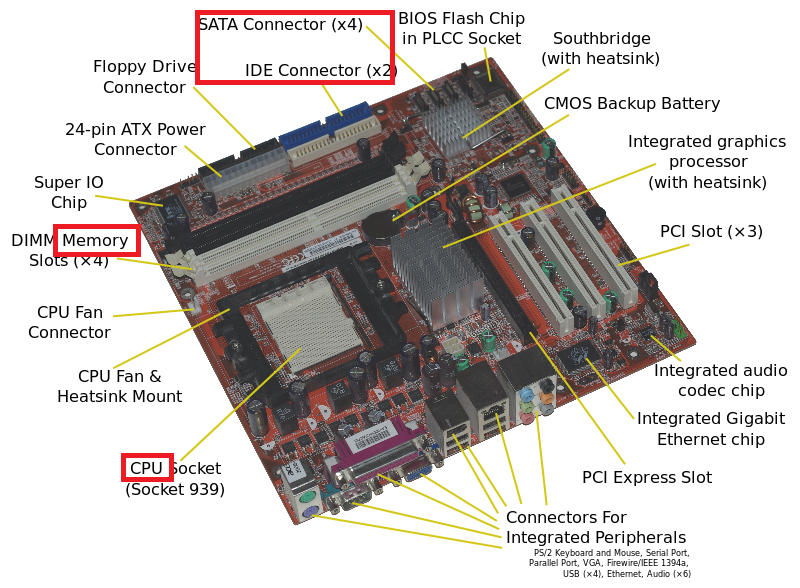 SATA Connector (x4)
IDE Connector (x2)
BIOS Flash Chip
in PLCC Socket
Floppy Drive
Connector
Southbridge
(with heatsink)
CMOS Backup Battery
24-pin ATX Power
Connector
Integrated graphics
processor
(with heatsink)
Super IO
Chip
DIMM Memory
Slots (×4)
PCI Slot (×3)
CPU Fan
Connector
CPU Fan &
Heatsink Mount
Integrated audio
codec chip
Integrated Gigabit
Ethernet chip
CPU Socket
(Socket 939)
PCI Express Slot
Connectors For
Integrated Peripherals
PS/2 Keyboard and Mouse, Serial Port,
Parallel Port, VGA, Firewire/IEEE 1394a,
USB (×4), Ethernet, Audio (×6)